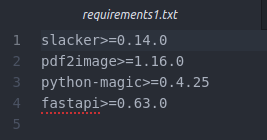 requirements1.txt
1 slacker>=0.14.0
2 pdf2image>=1.16.0
3 python-magic>=0.4.25
4 fastapi>=0.63.0
5